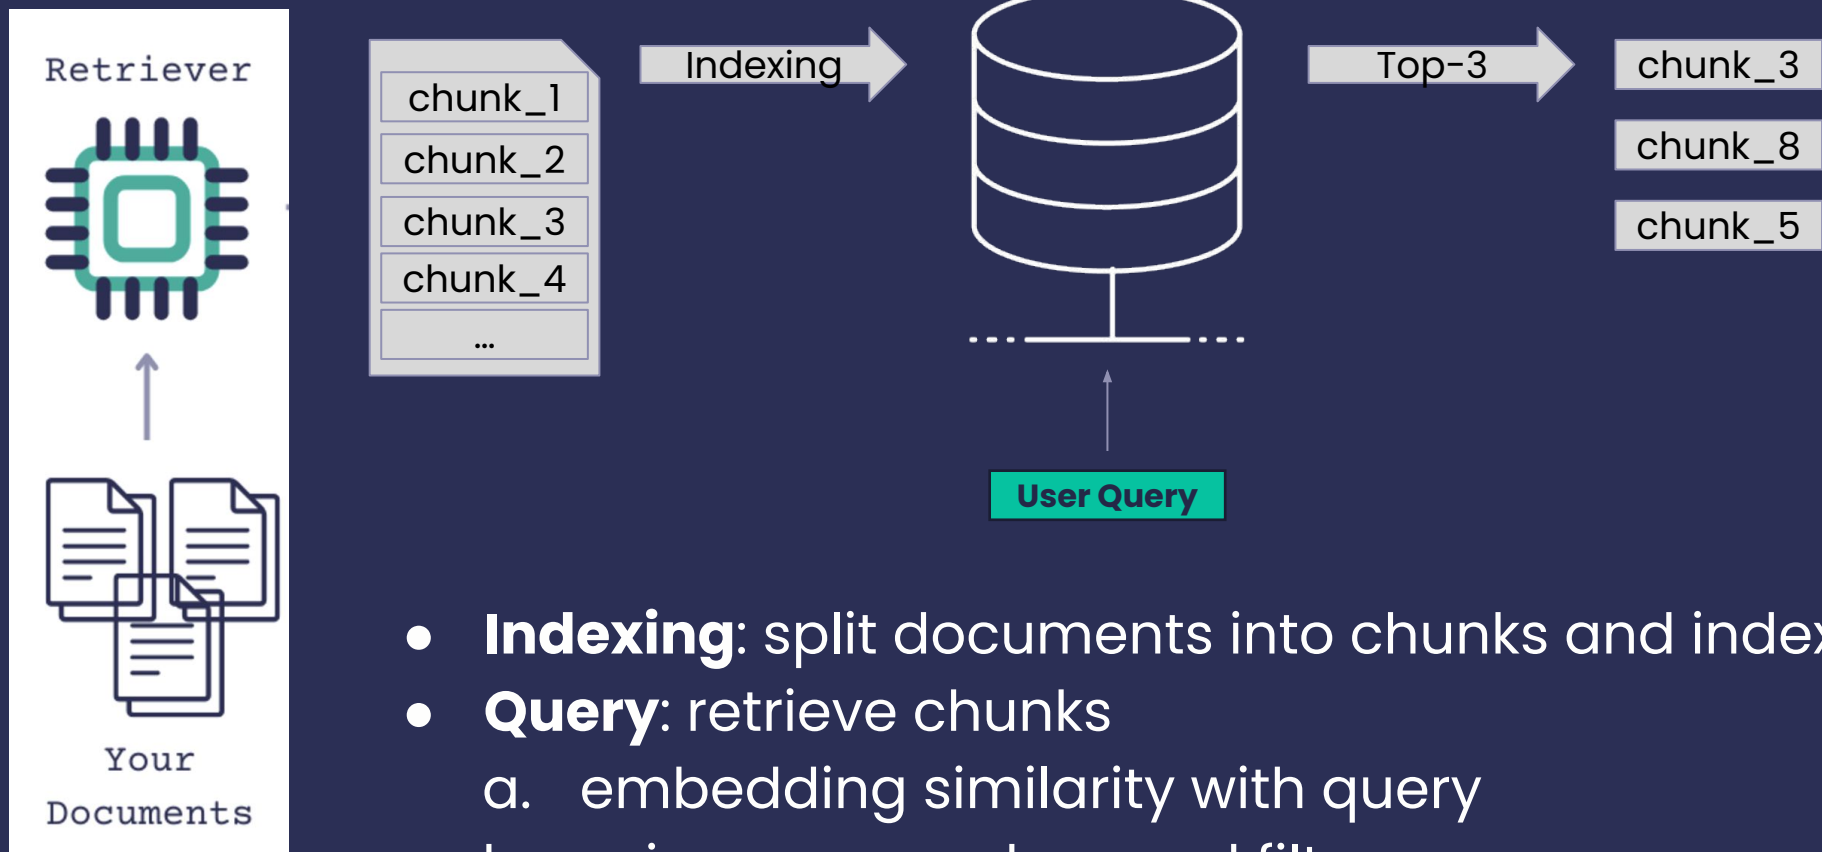 Retriever
Your
Documents
chunk_1
chunk_2
chunk_3
chunk_4
...
Indexing
Top-3
chunk_3
chunk_8
chunk_5
User Query
● Indexing: split documents into chunks and index
● Query: retrieve chunks
a. embedding similarity with query